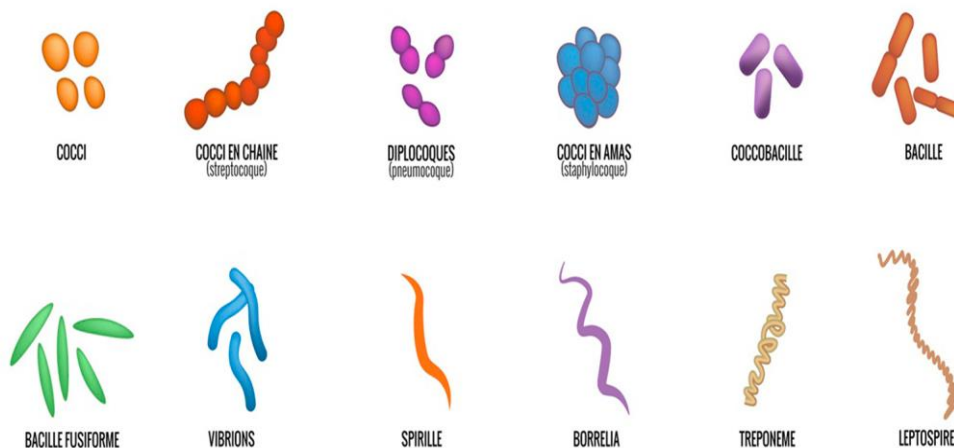 COCCI
COCCI EN CHAINE
(streptocoque)
DIPLOCOQUES
(pneumocoque)
COCCI EN AMAS
(staphylocoque)
COCCOBACILLE
BACILLE
BACILLE FUSIFORME
VIBRIONS
SPIRILLE
BORRELIA
TREPONEME
LEPTOSPIRE